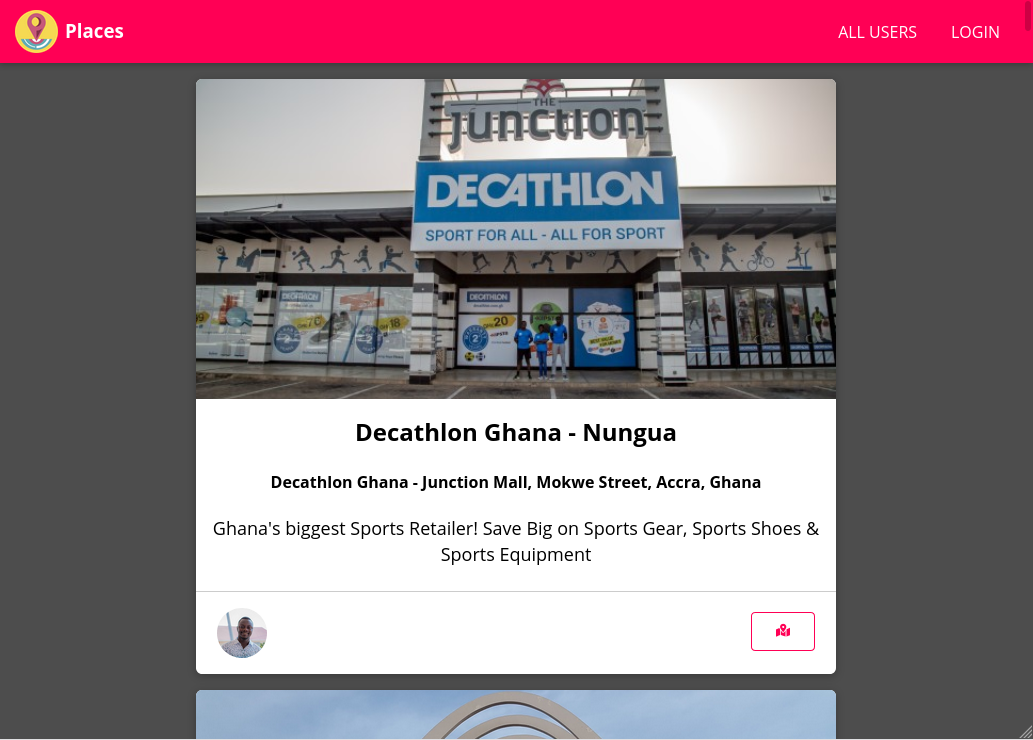 Places
ALL USERS
LOGIN
THE
junction
DECATHLON
SPORT FOR ALL - ALL FOR SPORT
DECATHLON
DECATHLON
20
18
Decathlon Ghana - Nungua
Decathlon Ghana - Junction Mall, Mokwe Street, Accra, Ghana
Ghana's biggest Sports Retailer! Save Big on Sports Gear, Sports Shoes &
Sports Equipment